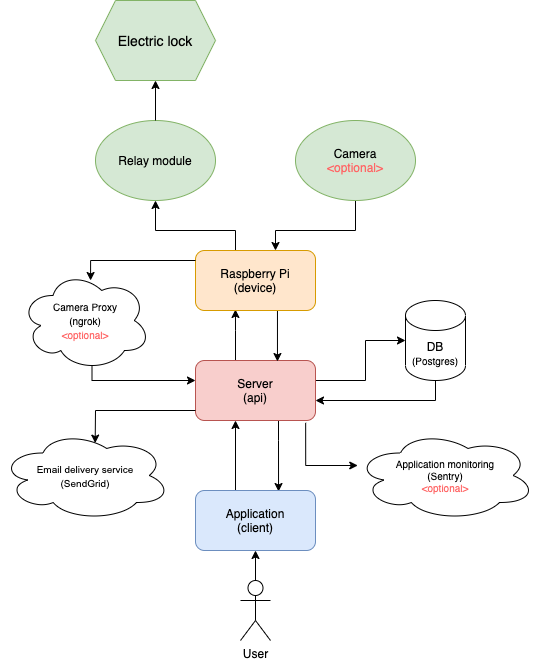 Electric lock
Relay module
Camera
<optional>
Raspberry Pi
(device)
Camera Proxy
(ngrok)
<optional>
DB
(Postgres)
Server
(api)
Email delivery service
(SendGrid)
Application monitoring
(Sentry)
<optional>
Application
(client)
User